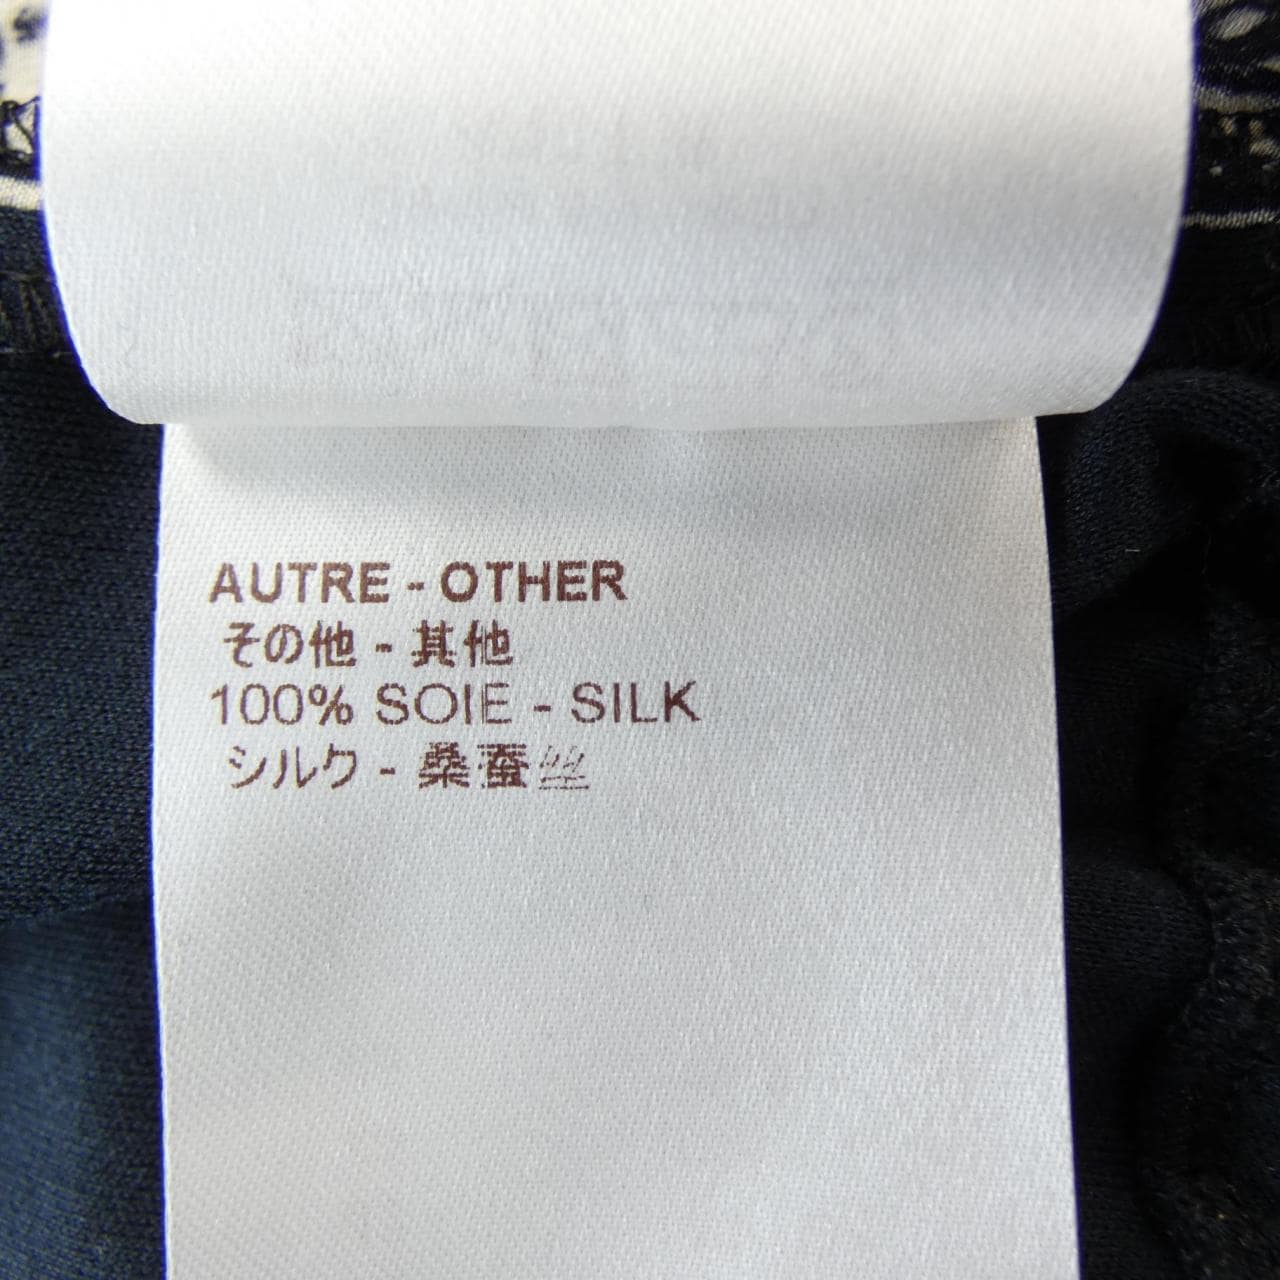 AUTRE - OTHER
その他 - 其他
100% SOIE - SILK
シルク - 桑蚕丝